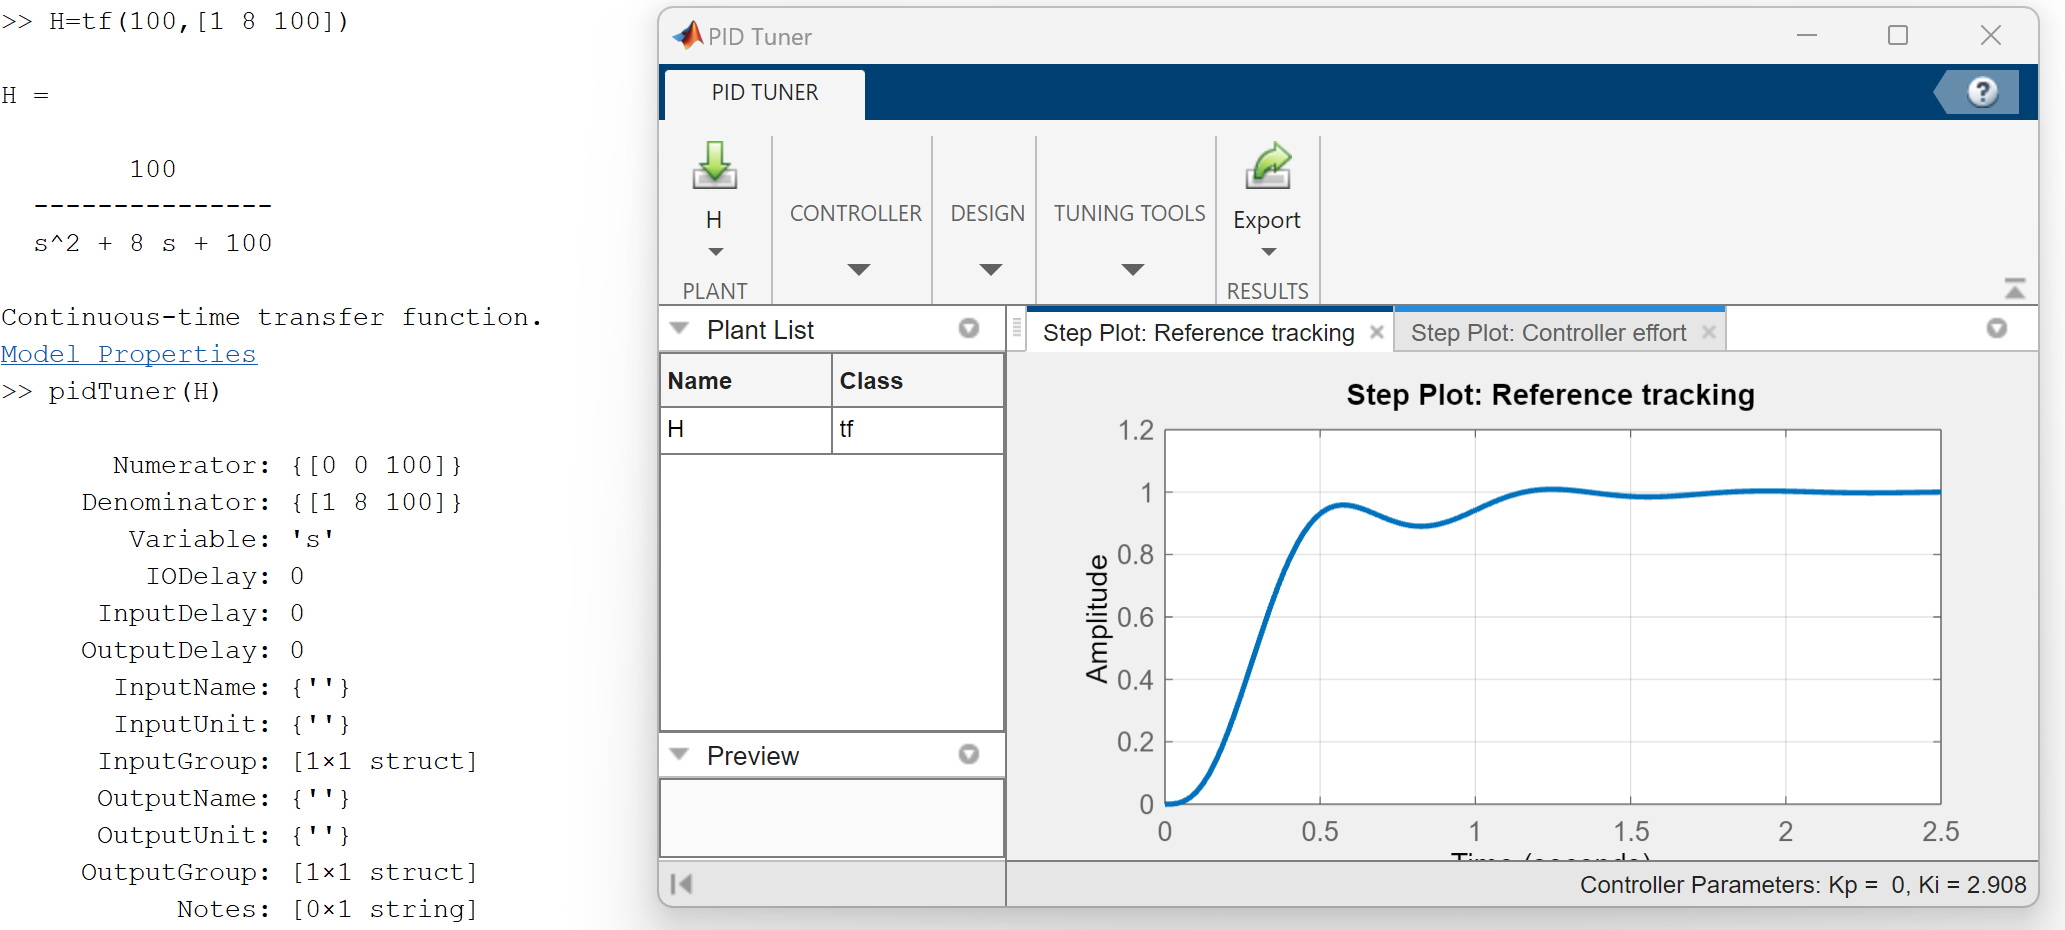 >> H=tf(100,[1 8 100])
H =
100
---------------
s^2 + 8 s + 100
Continuous-time transfer function.
Model Properties
>> pidTuner(H)
Numerator: {[0 0 100]}
Denominator: {[1 8 100]}
Variable: 's'
IODelay: 0
InputDelay: 0
OutputDelay: 0
InputName: {''}
InputUnit: {''}
InputGroup: [1×1 struct]
OutputName: {''}
OutputUnit: {''}
OutputGroup: [1×1 struct]
Notes: [0×1 string]
PID Tuner
PID TUNER
?
H
PLANT
CONTROLLER
DESIGN
TUNING TOOLS
Export
RESULTS
Plant List
Name Class
H tf
Preview
Step Plot: Reference tracking
Step Plot: Controller effort
Step Plot: Reference tracking
Amplitude
1.2
1
0.8
0.6
0.4
0.2
0
0 0.5 1 1.5 2 2.5
Time (seconds)
Controller Parameters: Kp = 0, Ki = 2.908